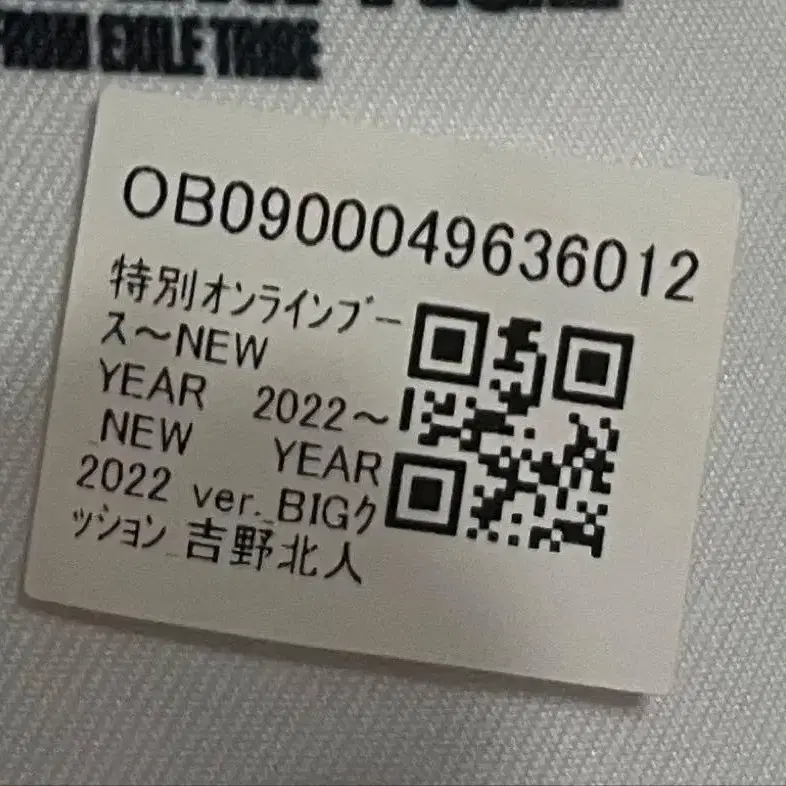 FROM EXILE TRIBE
OB0900049636012
特別オンラインブー
ス～NEW
YEAR 2022～
_NEW YEAR
2022 ver._BIGク
ッション_吉野北人